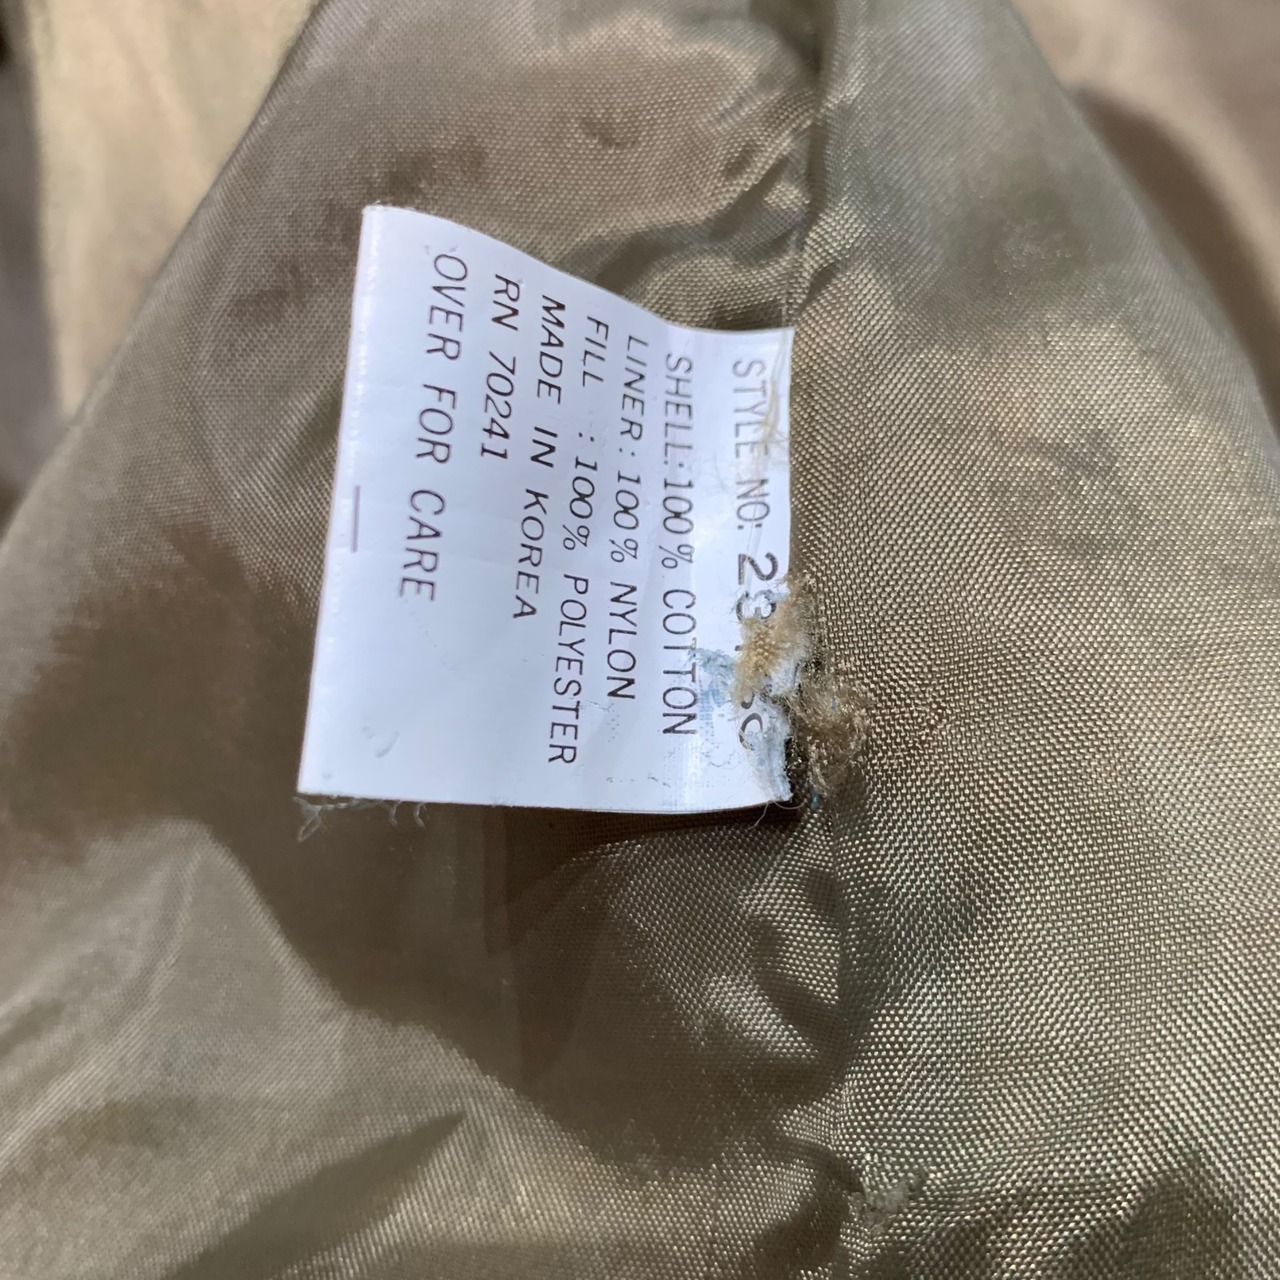 STYLE NO:
SHELL:100% COTTON
LINER:100% NYLON
FILL :100% POLYESTER
MADE IN KOREA
RN 70241
OVER FOR CARE